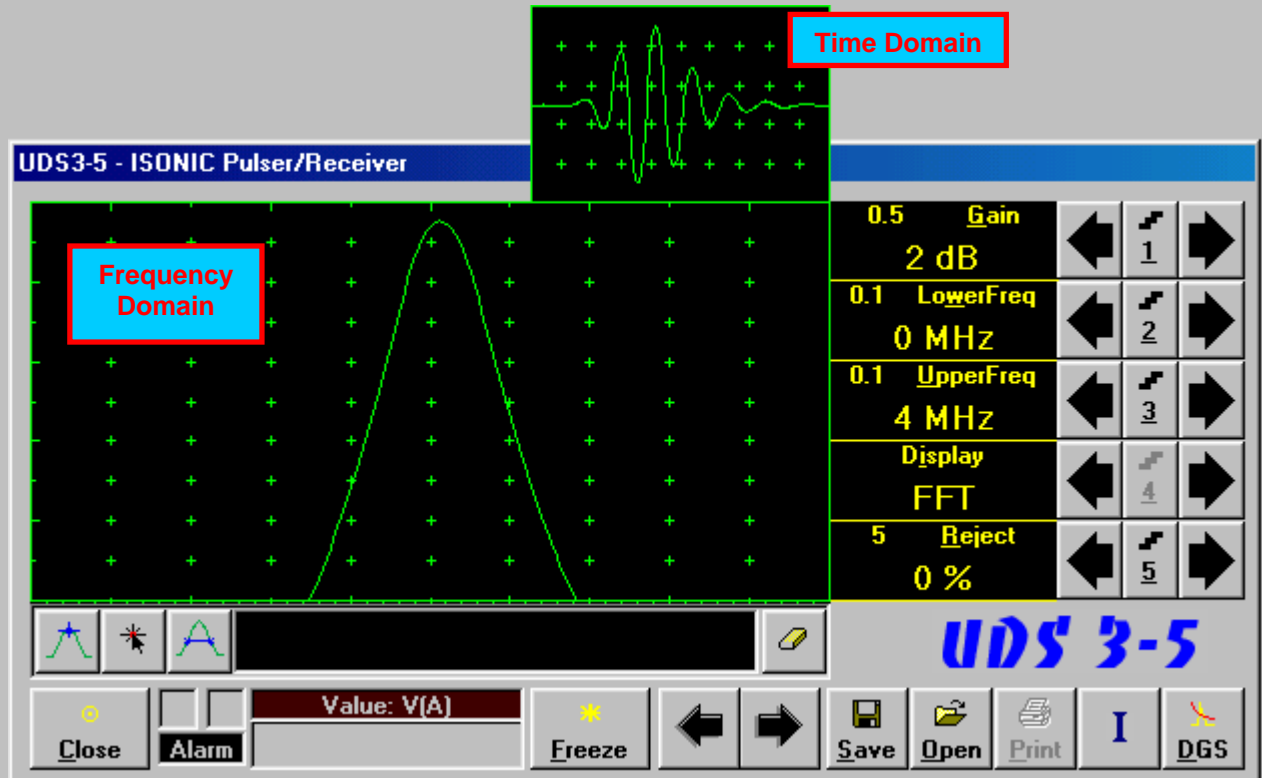 Time Domain
UDS3-5 - ISONIC Pulser/Receiver
Frequency
Domain
0.5 Gain
2 dB
1
0.1 LowerFreq
0 MHz
2
0.1 UpperFreq
4 MHz
3
Display
FFT
4
5 Reject
0 %
5
UDS 3-5
Close
Alarm
Value: V(A)
Freeze
Save
Open
Print
I
DGS